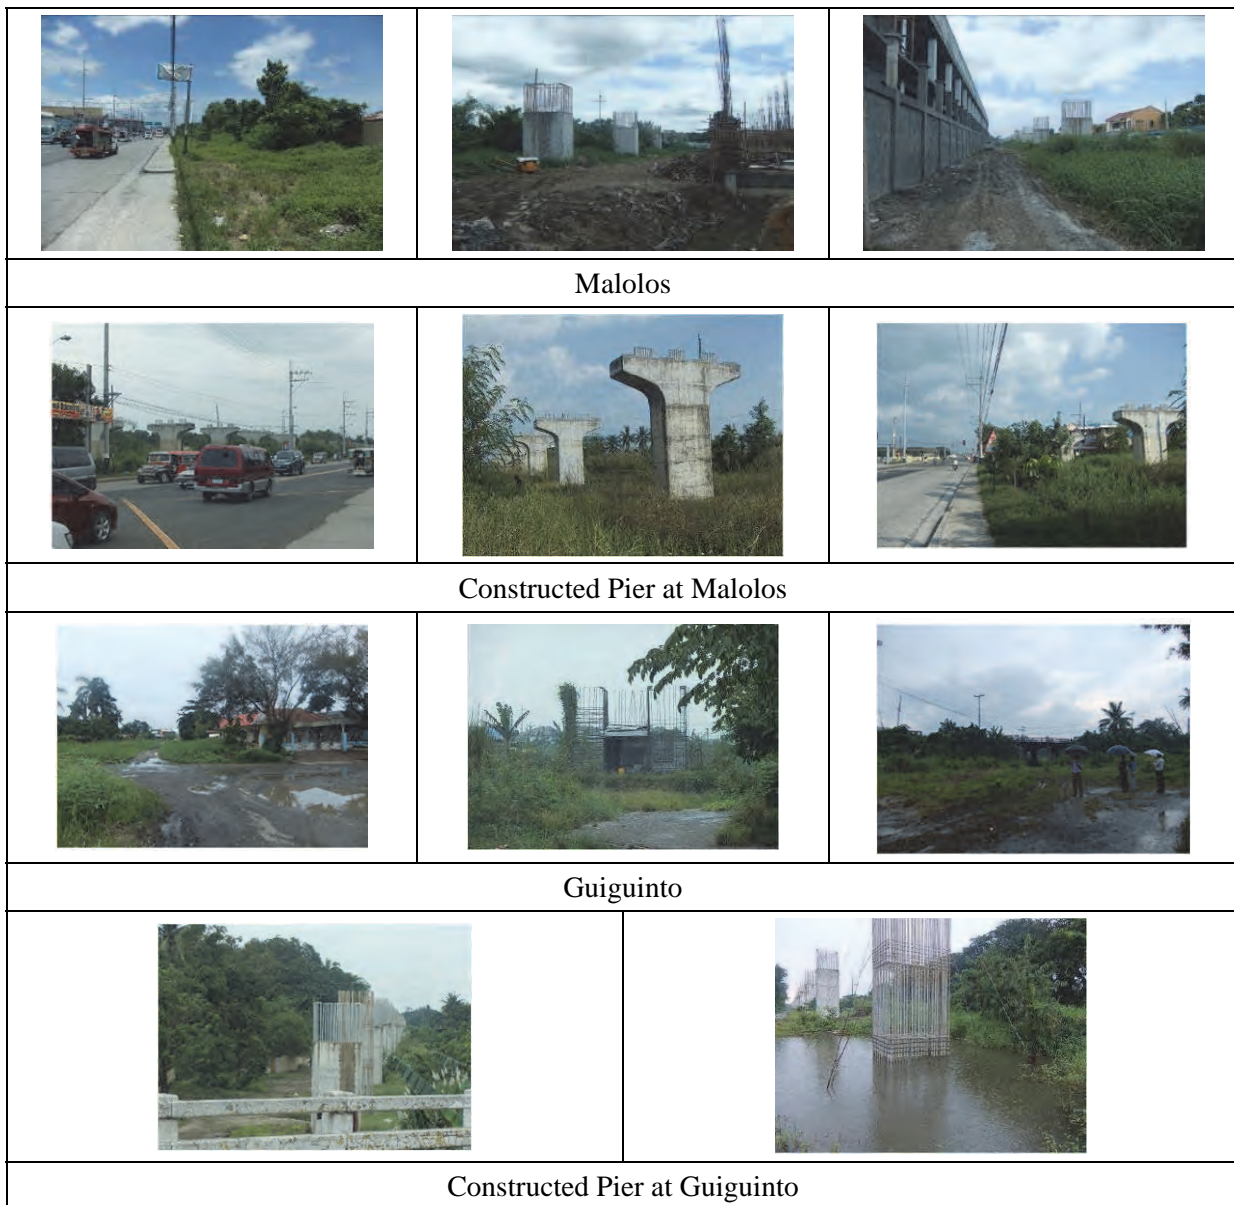 Malolos
Constructed Pier at Malolos
Guiguinto
Constructed Pier at Guiguinto